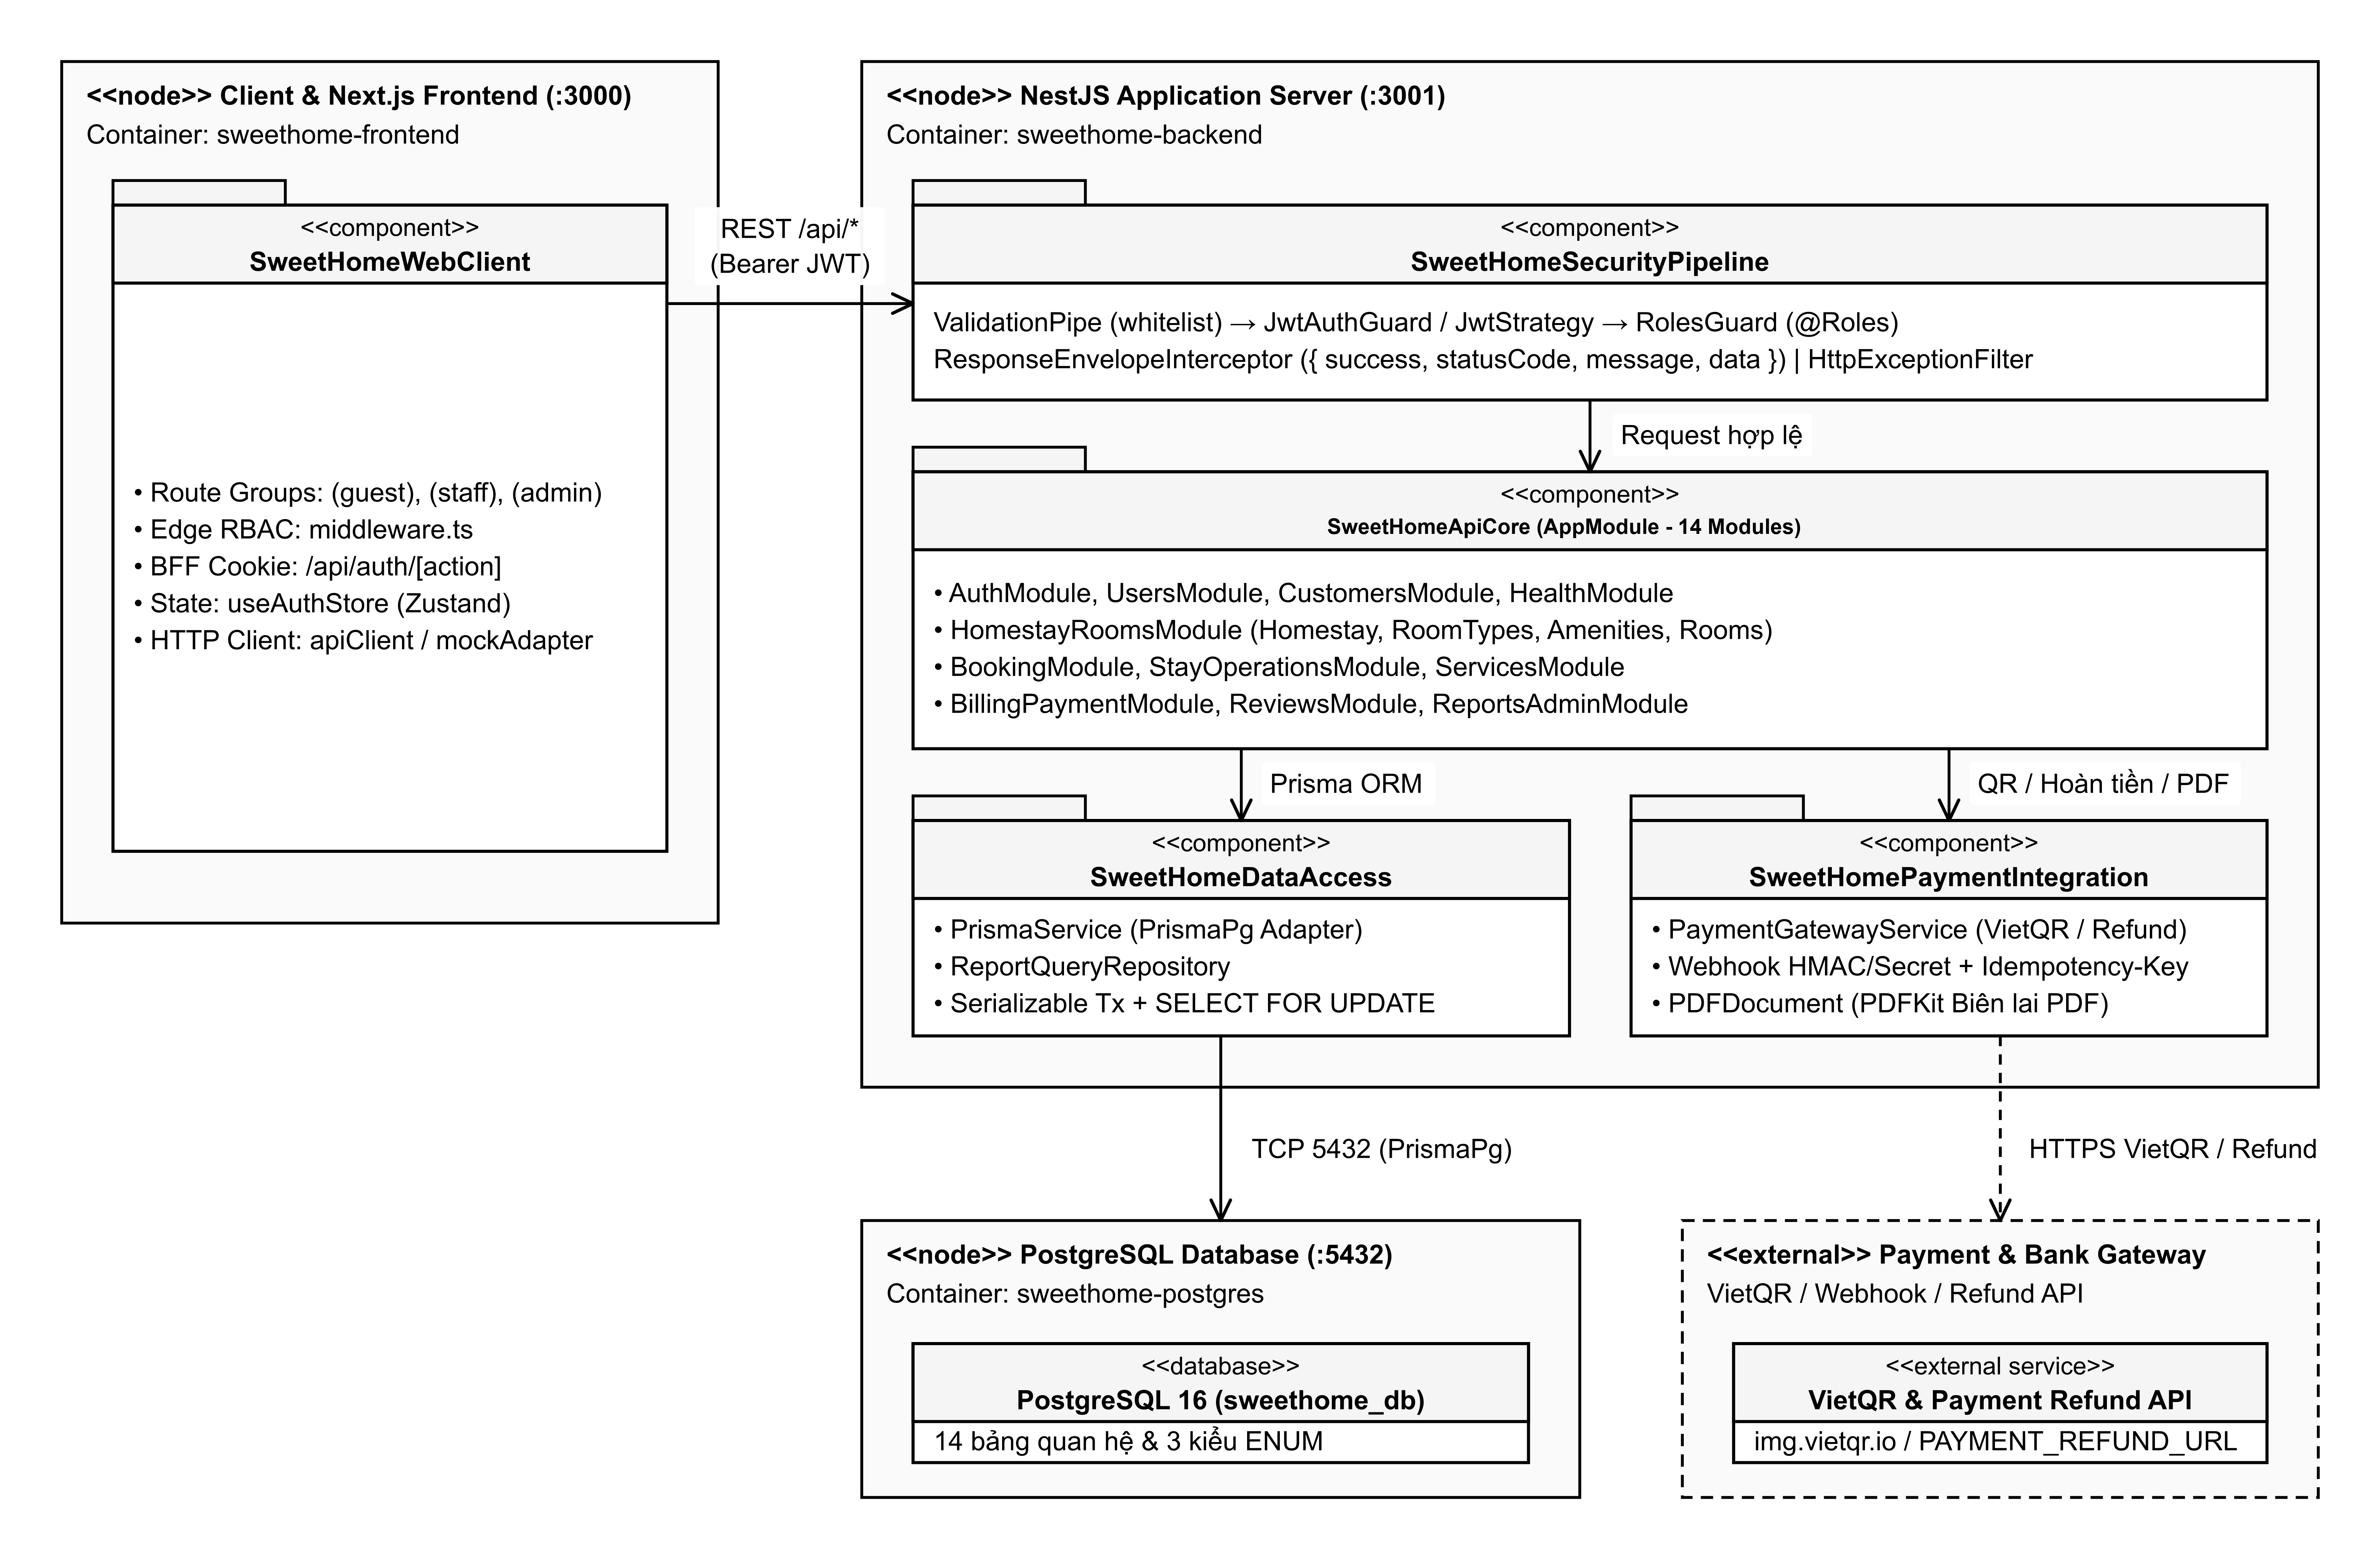 <<node>> Client & Next.js Frontend (:3000)
Container: sweethome-frontend
<<component>>
SweetHomeWebClient
• Route Groups: (guest), (staff), (admin)
• Edge RBAC: middleware.ts
• BFF Cookie: /api/auth/[action]
• State: useAuthStore (Zustand)
• HTTP Client: apiClient / mockAdapter
REST /api/*
(Bearer JWT)
<<node>> NestJS Application Server (:3001)
Container: sweethome-backend
<<component>>
SweetHomeSecurityPipeline
ValidationPipe (whitelist) → JwtAuthGuard / JwtStrategy → RolesGuard (@Roles)
ResponseEnvelopeInterceptor ({ success, statusCode, message, data }) | HttpExceptionFilter
Request hợp lệ
<<component>>
SweetHomeApiCore (AppModule - 14 Modules)
• AuthModule, UsersModule, CustomersModule, HealthModule
• HomestayRoomsModule (Homestay, RoomTypes, Amenities, Rooms)
• BookingModule, StayOperationsModule, ServicesModule
• BillingPaymentModule, ReviewsModule, ReportsAdminModule
Prisma ORM
QR / Hoàn tiền / PDF
<<component>>
SweetHomeDataAccess
• PrismaService (PrismaPg Adapter)
• ReportQueryRepository
• Serializable Tx + SELECT FOR UPDATE
<<component>>
SweetHomePaymentIntegration
• PaymentGatewayService (VietQR / Refund)
• Webhook HMAC/Secret + Idempotency-Key
• PDFDocument (PDFKit Biên lai PDF)
TCP 5432 (PrismaPg)
HTTPS VietQR / Refund
<<node>> PostgreSQL Database (:5432)
Container: sweethome-postgres
<<database>>
PostgreSQL 16 (sweethome_db)
14 bảng quan hệ & 3 kiểu ENUM
<<external>> Payment & Bank Gateway
VietQR / Webhook / Refund API
<<external service>>
VietQR & Payment Refund API
img.vietqr.io / PAYMENT_REFUND_URL